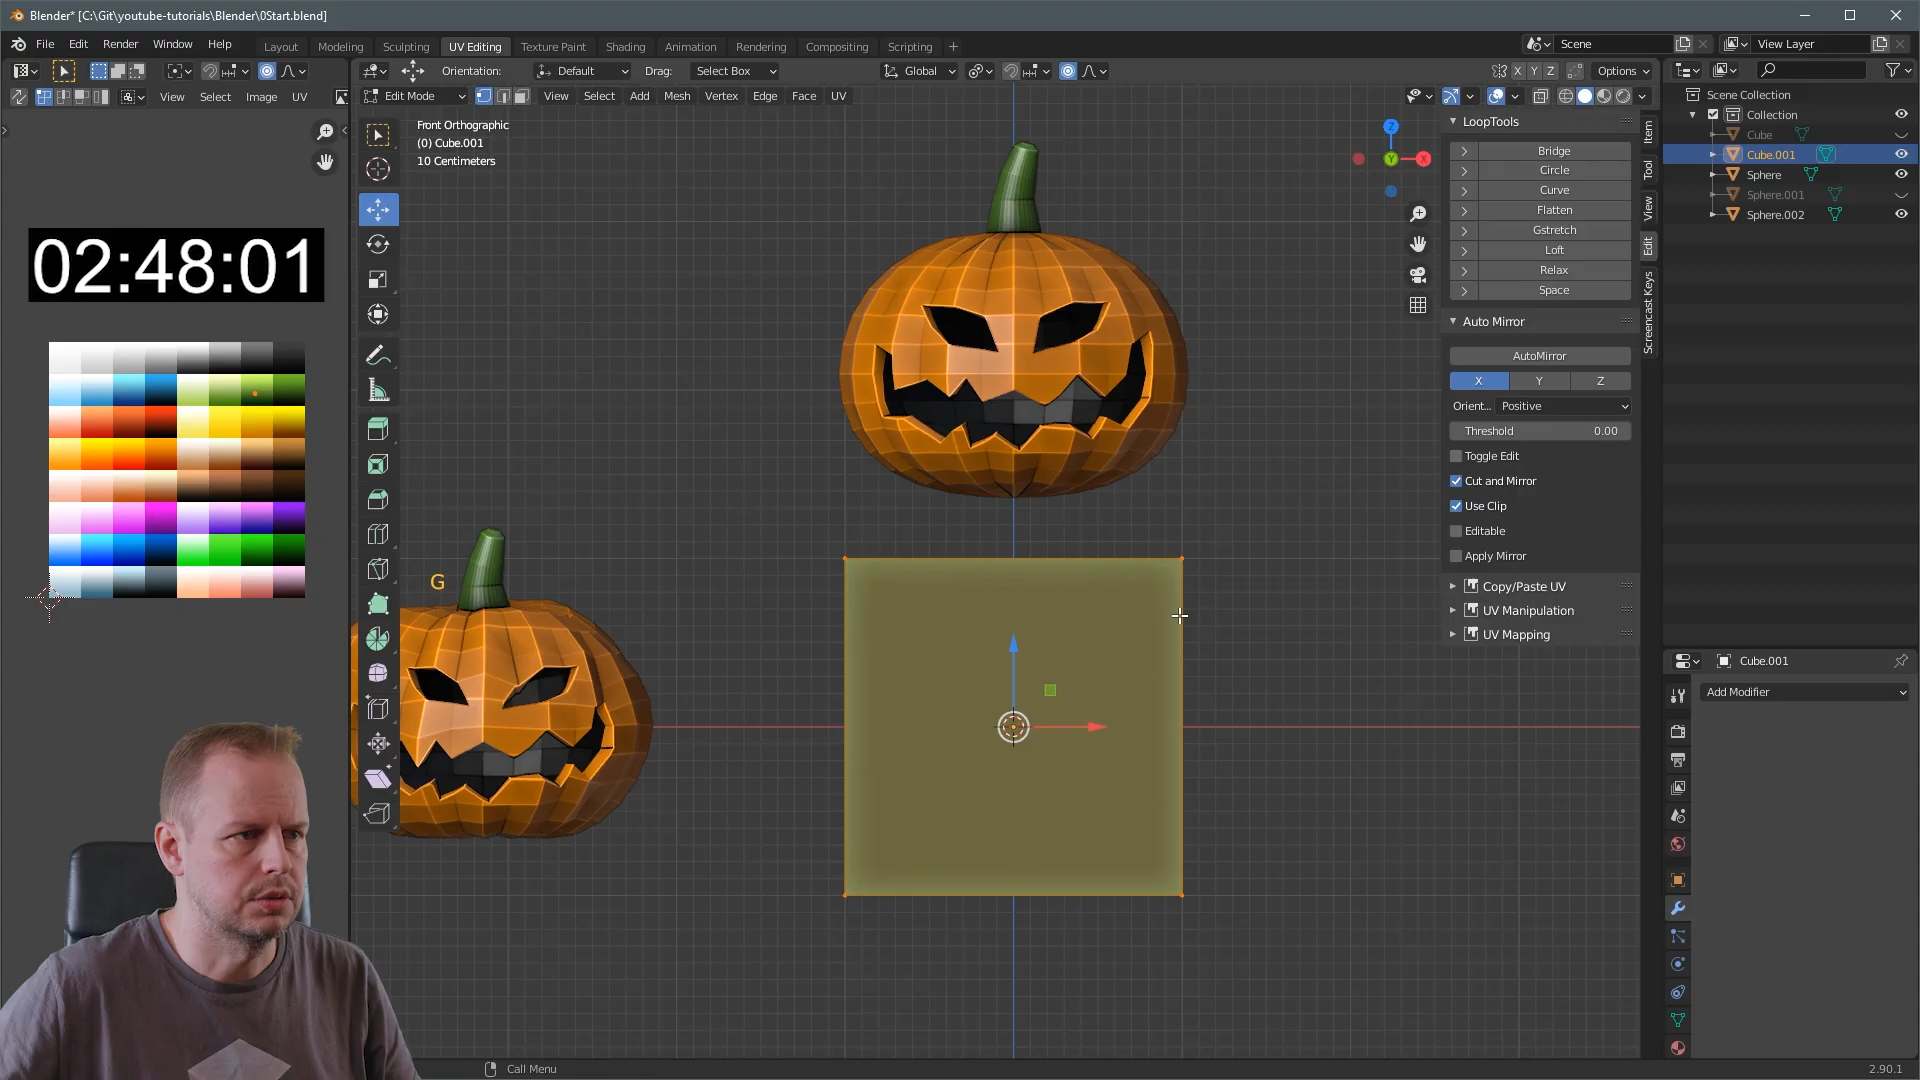 Blender* [C:\Git\youtube-tutorials\Blender\0Start.blend]
File Edit Render Window Help
Layout Modeling Sculpting UV Editing Texture Paint Shading Animation Rendering Compositing Scripting +
Scene View Layer
Orientation: Default Drag: Select Box Global X Y Z Options
View Select Image UV
Edit Mode View Select Add Mesh Vertex Edge Face UV
Scene Collection
Collection
Cube
Cube.001
Sphere
Sphere.001
Sphere.002
Front Orthographic
(0) Cube.001
10 Centimeters
Z
Y
X
LoopTools
Bridge
Circle
Curve
Flatten
Gstretch
Loft
Relax
Space
Auto Mirror
AutoMirror
X Y Z
Orient... Positive
Threshold 0.00
Toggle Edit
Cut and Mirror
Use Clip
Editable
Apply Mirror
Copy/Paste UV
UV Manipulation
UV Mapping
Item
Tool
View
Edit
Screencast Keys
02:48:01
G
Cube.001
Add Modifier
Call Menu
2.90.1